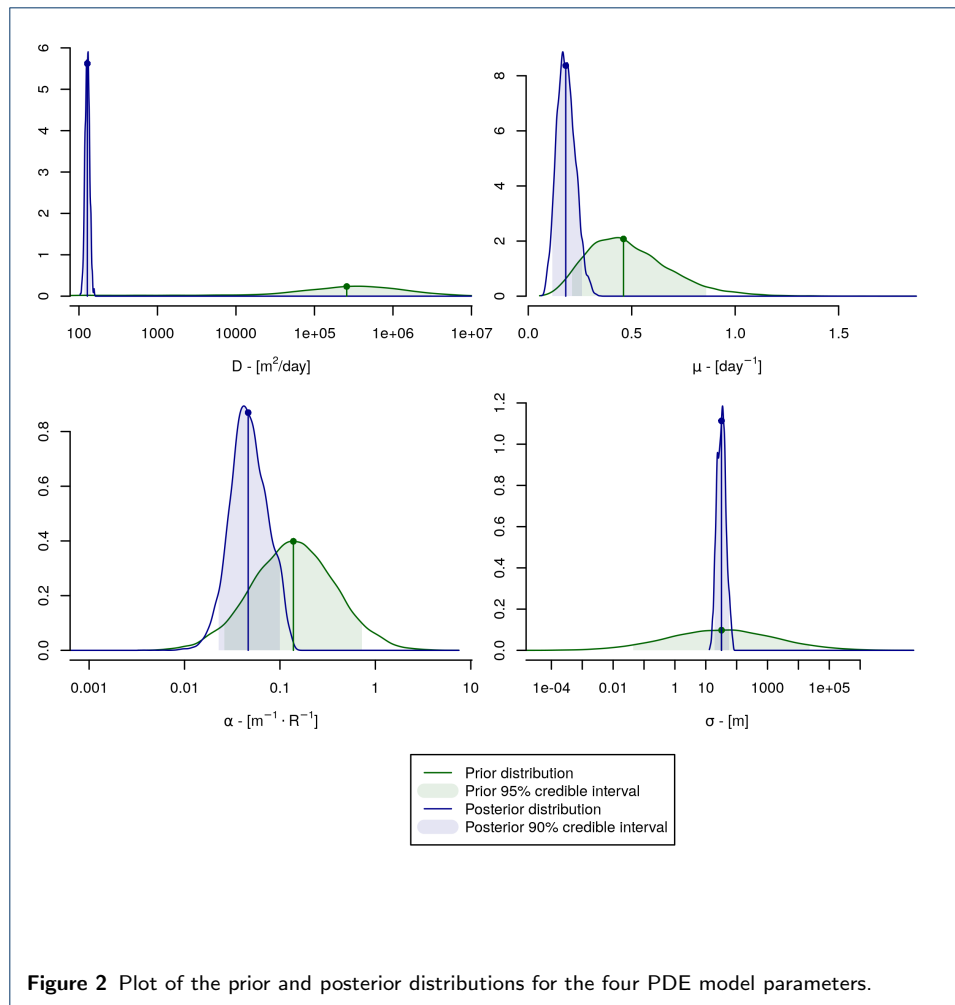 6
5
4
3
2
1
0
100 1000 10000 1e+05 1e+06 1e+07
D - [m²/day]
8
6
4
2
0
0.0 0.5 1.0 1.5
μ - [day⁻¹]
0.8
0.6
0.4
0.2
0.0
0.001 0.01 0.1 1 10
α - [m⁻¹ · R⁻¹]
1.2
1.0
0.8
0.6
0.4
0.2
0.0
1e-04 0.01 1 10 1000 1e+05
σ - [m]
Prior distribution
Prior 95% credible interval
Posterior distribution
Posterior 90% credible interval
Figure 2 Plot of the prior and posterior distributions for the four PDE model parameters.